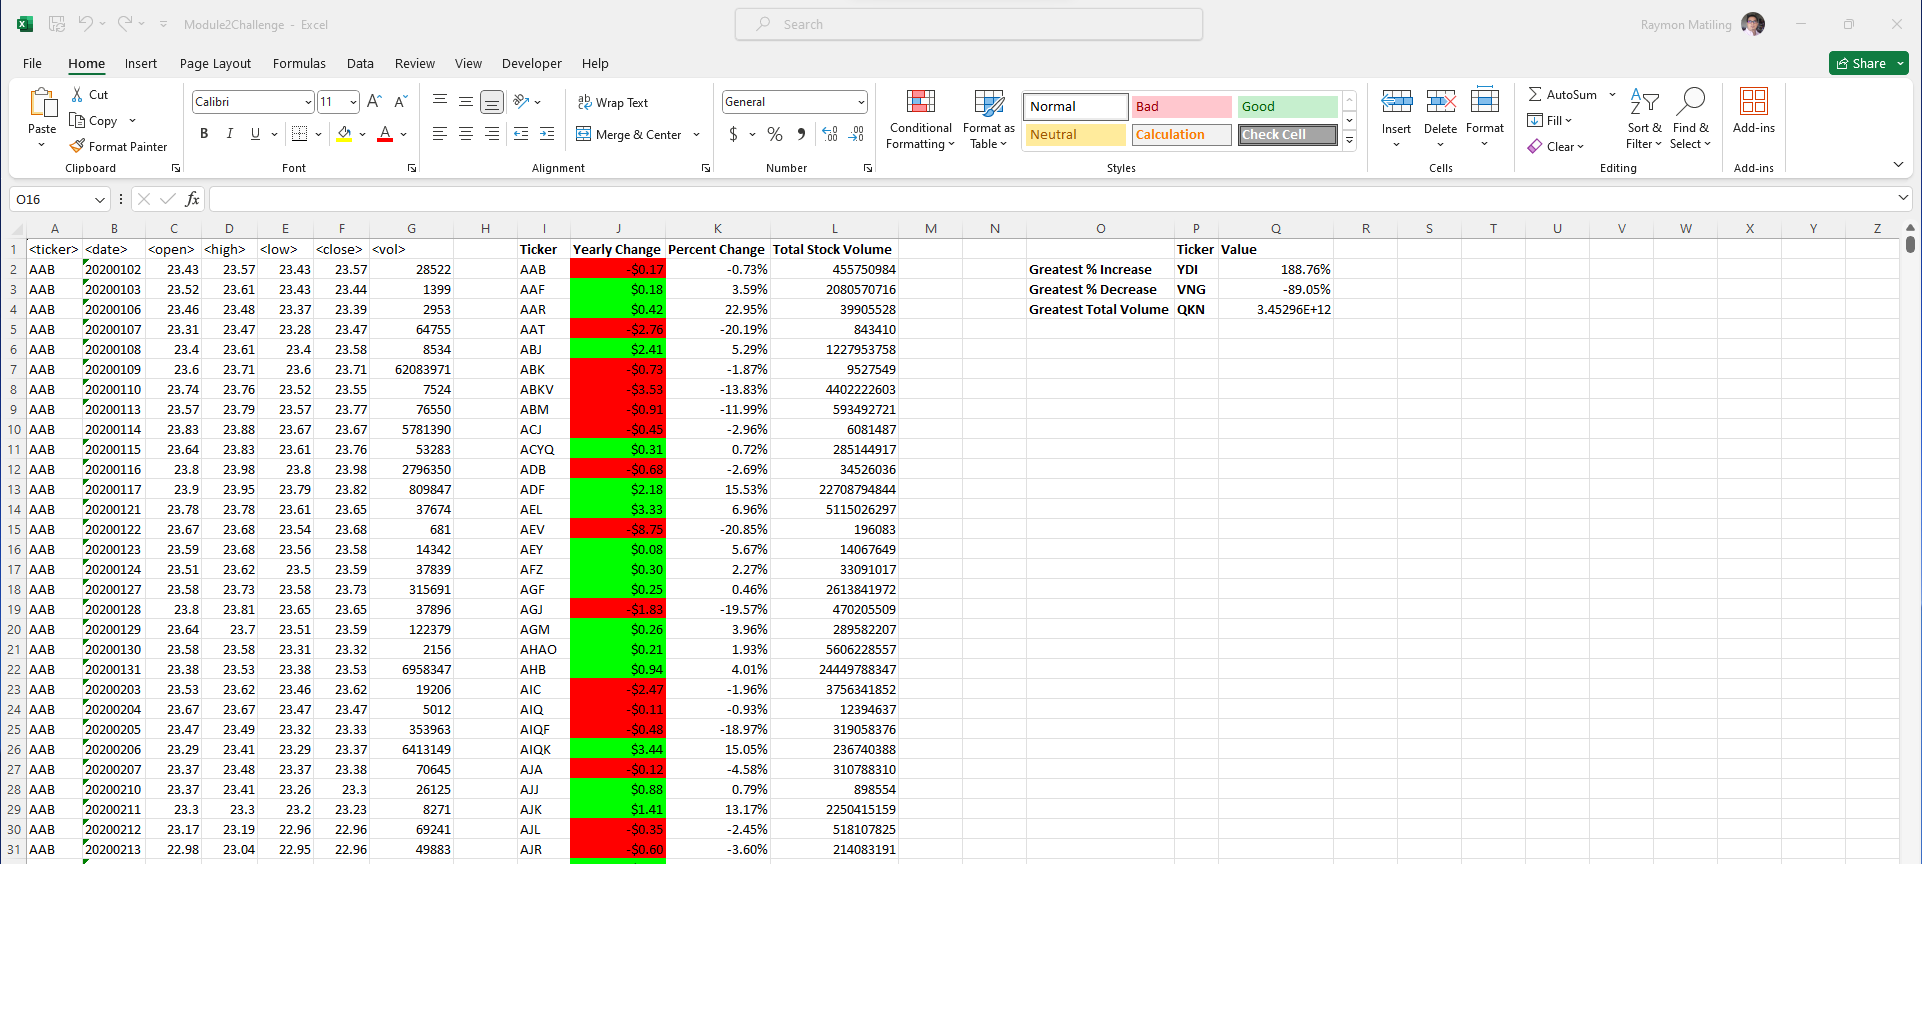 Module2Challenge - Excel
Search
Raymon Matiling
File Home Insert Page Layout Formulas Data Review View Developer Help
Share
Paste
Cut
Copy
Format Painter
Clipboard
Calibri 11
B I U
Font
Wrap Text
Merge & Center
Alignment
General
$ % 9
Number
Conditional Formatting
Format as Table
Normal Bad Good
Neutral Calculation Check Cell
Styles
Insert Delete Format
Cells
AutoSum
Fill
Clear
Sort & Filter
Find & Select
Editing
Add-ins
Add-ins
O16
fx
A B C D E F G H I J K L M N O P Q R S T U V W X Y Z
1 <ticker> <date> <open> <high> <low> <close> <vol> Ticker Yearly Change Percent Change Total Stock Volume Ticker Value
2 AAB 20200102 23.43 23.57 23.43 23.57 28522 AAB -$0.17 -0.73% 455750984 Greatest % Increase YDI 188.76%
3 AAB 20200103 23.52 23.61 23.43 23.44 1399 AAF $0.18 3.59% 2080570716 Greatest % Decrease VNG -89.05%
4 AAB 20200106 23.46 23.48 23.37 23.39 2953 AAR $0.42 22.95% 39905528 Greatest Total Volume QKN 3.45296E+12
5 AAB 20200107 23.31 23.47 23.28 23.47 64755 AAT -$2.76 -20.19% 843410
6 AAB 20200108 23.4 23.61 23.4 23.58 8534 ABJ $2.41 5.29% 1227953758
7 AAB 20200109 23.6 23.71 23.6 23.71 62083971 ABK -$0.73 -1.87% 9527549
8 AAB 20200110 23.74 23.76 23.52 23.55 7524 ABKV -$3.53 -13.83% 4402222603
9 AAB 20200113 23.57 23.79 23.57 23.77 76550 ABM -$0.91 -11.99% 593492721
10 AAB 20200114 23.83 23.88 23.67 23.67 5781390 ACJ -$0.45 -2.96% 6081487
11 AAB 20200115 23.64 23.83 23.61 23.76 53283 ACYQ $0.31 0.72% 285144917
12 AAB 20200116 23.8 23.98 23.8 23.98 2796350 ADB -$0.68 -2.69% 34526036
13 AAB 20200117 23.9 23.95 23.79 23.82 809847 ADF $2.18 15.53% 22708794844
14 AAB 20200121 23.78 23.78 23.61 23.65 37674 AEL $3.33 6.96% 5115026297
15 AAB 20200122 23.67 23.68 23.54 23.68 681 AEV -$8.75 -20.85% 196083
16 AAB 20200123 23.59 23.68 23.56 23.58 14342 AEY $0.08 5.67% 14067649
17 AAB 20200124 23.51 23.62 23.5 23.59 37839 AFZ $0.30 2.27% 33091017
18 AAB 20200127 23.58 23.73 23.58 23.73 315691 AGF $0.25 0.46% 2613841972
19 AAB 20200128 23.8 23.81 23.65 23.65 37896 AGJ -$1.83 -19.57% 470205509
20 AAB 20200129 23.64 23.7 23.51 23.59 122379 AGM $0.26 3.96% 289582207
21 AAB 20200130 23.58 23.58 23.31 23.32 2156 AHAO $0.21 1.93% 5606228557
22 AAB 20200131 23.38 23.53 23.38 23.53 6958347 AHB $0.94 4.01% 24449788347
23 AAB 20200203 23.53 23.62 23.46 23.62 19206 AIC -$2.47 -1.96% 3756341852
24 AAB 20200204 23.67 23.67 23.47 23.47 5012 AIQ -$0.11 -0.93% 12394637
25 AAB 20200205 23.47 23.49 23.32 23.33 353963 AIQF -$0.48 -18.97% 319058376
26 AAB 20200206 23.29 23.41 23.29 23.37 6413149 AIQK $3.44 15.05% 236740388
27 AAB 20200207 23.37 23.48 23.37 23.38 70645 AJA -$0.12 -4.58% 310788310
28 AAB 20200210 23.37 23.41 23.26 23.3 26125 AJJ $0.88 0.79% 898554
29 AAB 20200211 23.3 23.3 23.2 23.23 8271 AJK $1.41 13.17% 2250415159
30 AAB 20200212 23.17 23.19 22.96 22.96 69241 AJL -$0.35 -2.45% 518107825
31 AAB 20200213 22.98 23.04 22.95 22.96 49883 AJR -$0.60 -3.60% 214083191